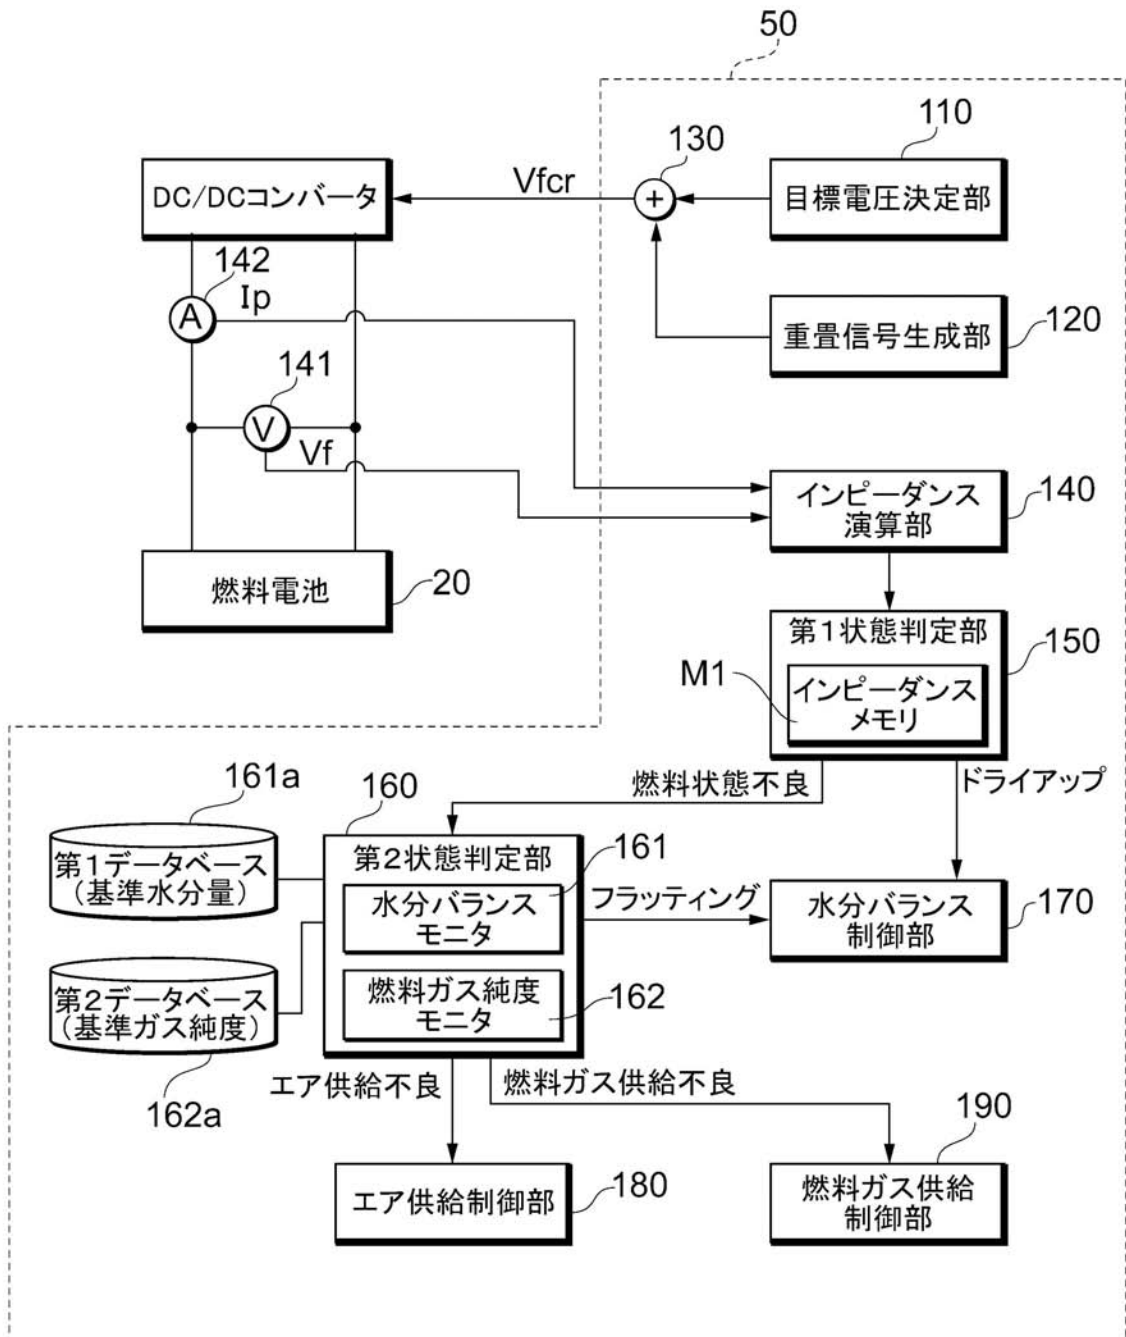 50
110
130
Vfcr
DC/DCコンバータ
目標電圧決定部
142
Ip
A
重畳信号生成部
120
141
V
Vf
インピーダンス
演算部
140
燃料電池
20
第1状態判定部
150
M1
インピーダンス
メモリ
燃料状態不良
ドライアップ
161a
160
第1データベース
(基準水分量)
第2状態判定部
161
水分バランス
モニタ
フラッティング
水分バランス
制御部
170
第2データベース
(基準ガス純度)
燃料ガス純度
モニタ
162
162a
エア供給不良
燃料ガス供給不良
190
エア供給制御部
180
燃料ガス供給
制御部